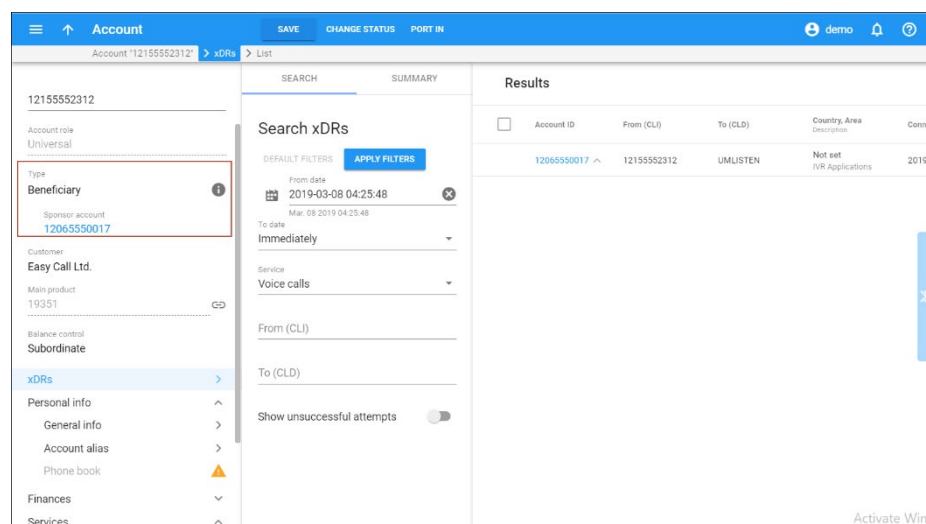 Account
SAVE CHANGE STATUS PORT IN
demo
Account "12155552312" > xDRs > List
12155552312
Account role
Universal
Type
Beneficiary
Sponsor account
12065550017
Customer
Easy Call Ltd.
Main product
19351
Balance control
Subordinate
xDRs
Personal info
General info
Account alias
Phone book
Finances
Services
SEARCH SUMMARY
Search xDRs
DEFAULT FILTERS APPLY FILTERS
From date
2019-03-08 04:25:48
Mar. 08 2019 04:25:48
To date
Immediately
Service
Voice calls
From (CLI)
To (CLD)
Show unsuccessful attempts
Results
Account ID From (CLI) To (CLD) Country, Area Conn
Description
12065550017 12155552312 UMLISTEN Not set 2019
IVR Applications
Activate Win